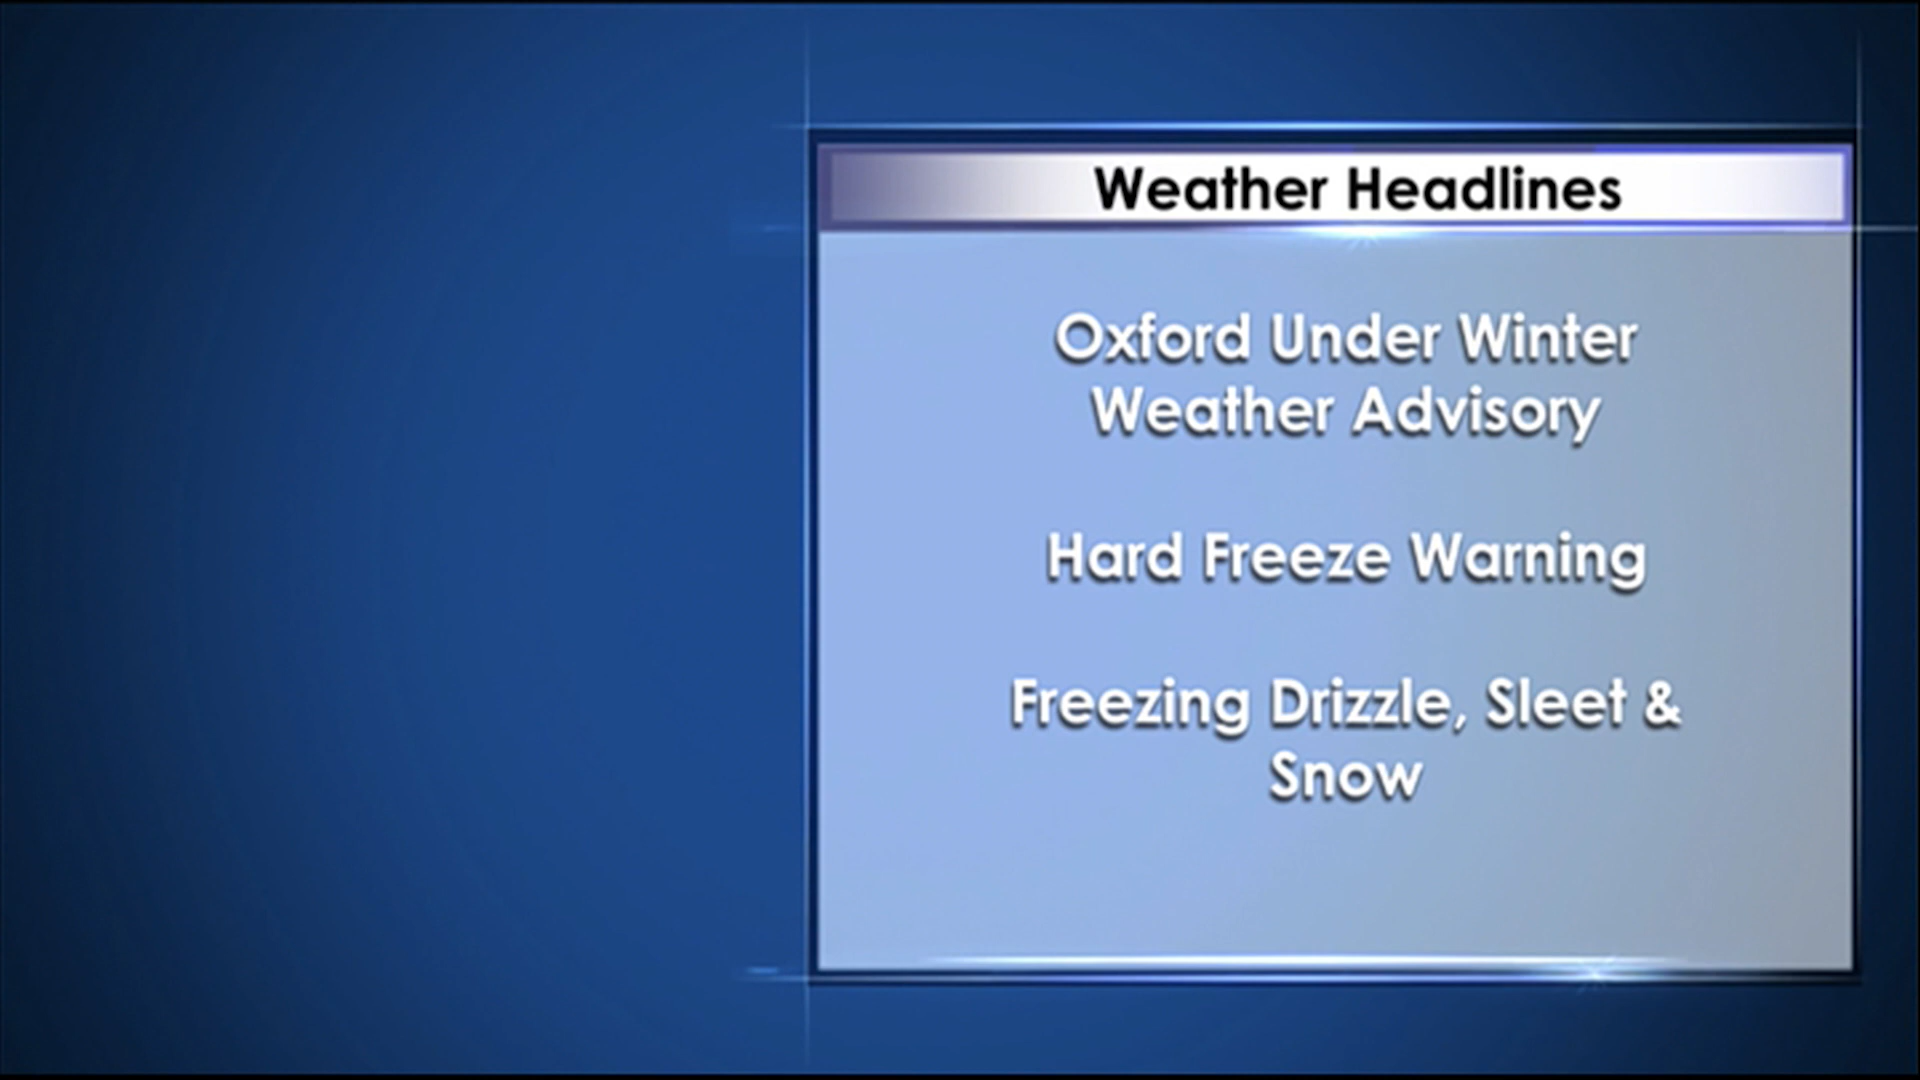 Weather Headlines
Oxford Under Winter
Weather Advisory
Hard Freeze Warning
Freezing Drizzle, Sleet &
Snow